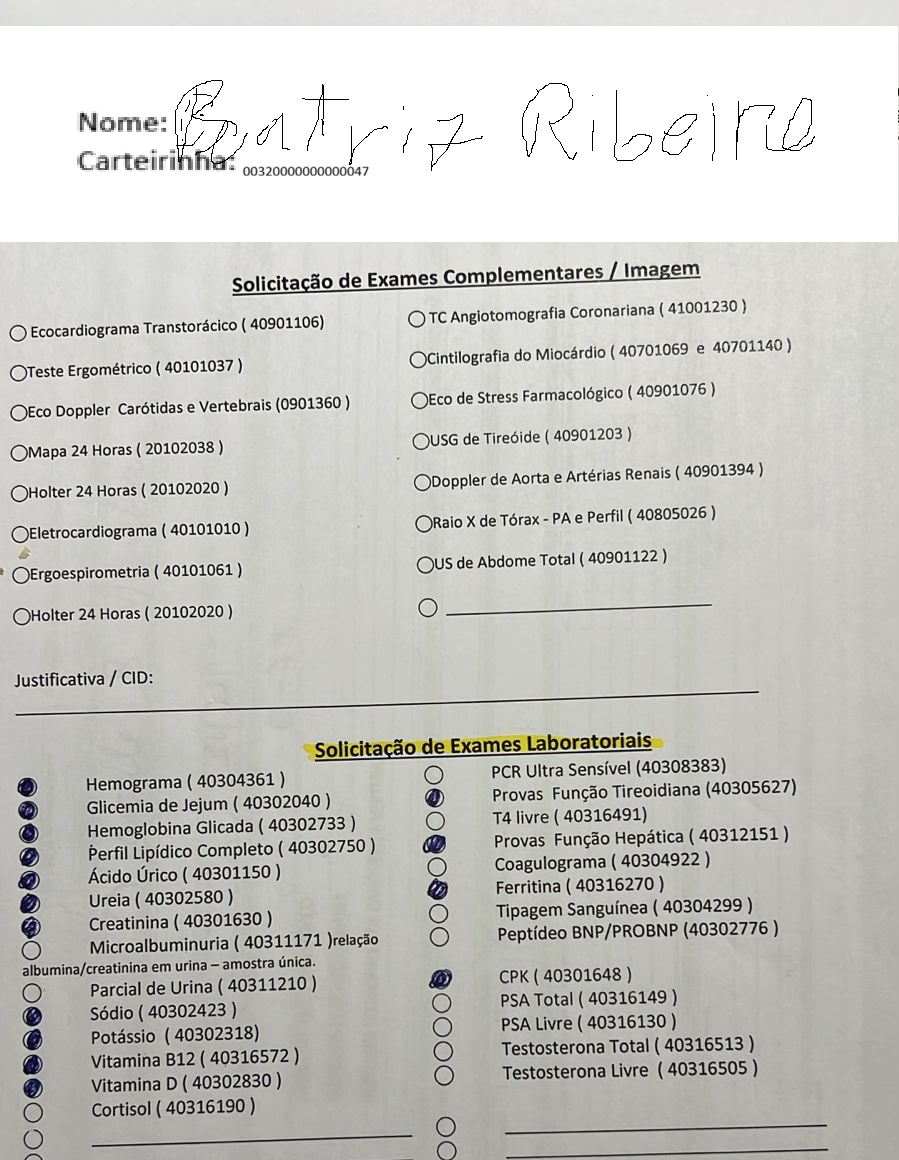 Nome: Beatriz Ribeiro
Carteirinha: 00320000000000047
Solicitação de Exames Complementares / Imagem
Ecocardiograma Transtorácico ( 40901106)
Teste Ergométrico ( 40101037 )
Eco Doppler Carótidas e Vertebrais (0901360 )
Mapa 24 Horas ( 20102038 )
Holter 24 Horas ( 20102020 )
Eletrocardiograma ( 40101010 )
Ergoespirometria ( 40101061 )
Holter 24 Horas ( 20102020 )
TC Angiotomografia Coronariana ( 41001230 )
Cintilografia do Miocárdio ( 40701069 e 40701140 )
Eco de Stress Farmacológico ( 40901076 )
USG de Tireóide ( 40901203 )
Doppler de Aorta e Artérias Renais ( 40901394 )
Raio X de Tórax - PA e Perfil ( 40805026 )
US de Abdome Total ( 40901122 )
Justificativa / CID:
Solicitação de Exames Laboratoriais
Hemograma ( 40304361 )
Glicemia de Jejum ( 40302040 )
Hemoglobina Glicada ( 40302733 )
Perfil Lipídico Completo ( 40302750 )
Ácido Úrico ( 40301150 )
Ureia ( 40302580 )
Creatinina ( 40301630 )
Microalbuminuria ( 40311171 )relação
albumina/creatinina em urina – amostra única.
Parcial de Urina ( 40311210 )
Sódio ( 40302423 )
Potássio ( 40302318)
Vitamina B12 ( 40316572 )
Vitamina D ( 40302830 )
Cortisol ( 40316190 )
PCR Ultra Sensível (40308383)
Provas Função Tireoidiana (40305627)
T4 livre ( 40316491)
Provas Função Hepática ( 40312151 )
Coagulograma ( 40304922 )
Ferritina ( 40316270 )
Tipagem Sanguínea ( 40304299 )
Peptídeo BNP/PROBNP (40302776 )
CPK ( 40301648 )
PSA Total ( 40316149 )
PSA Livre ( 40316130 )
Testosterona Total ( 40316513 )
Testosterona Livre ( 40316505 )